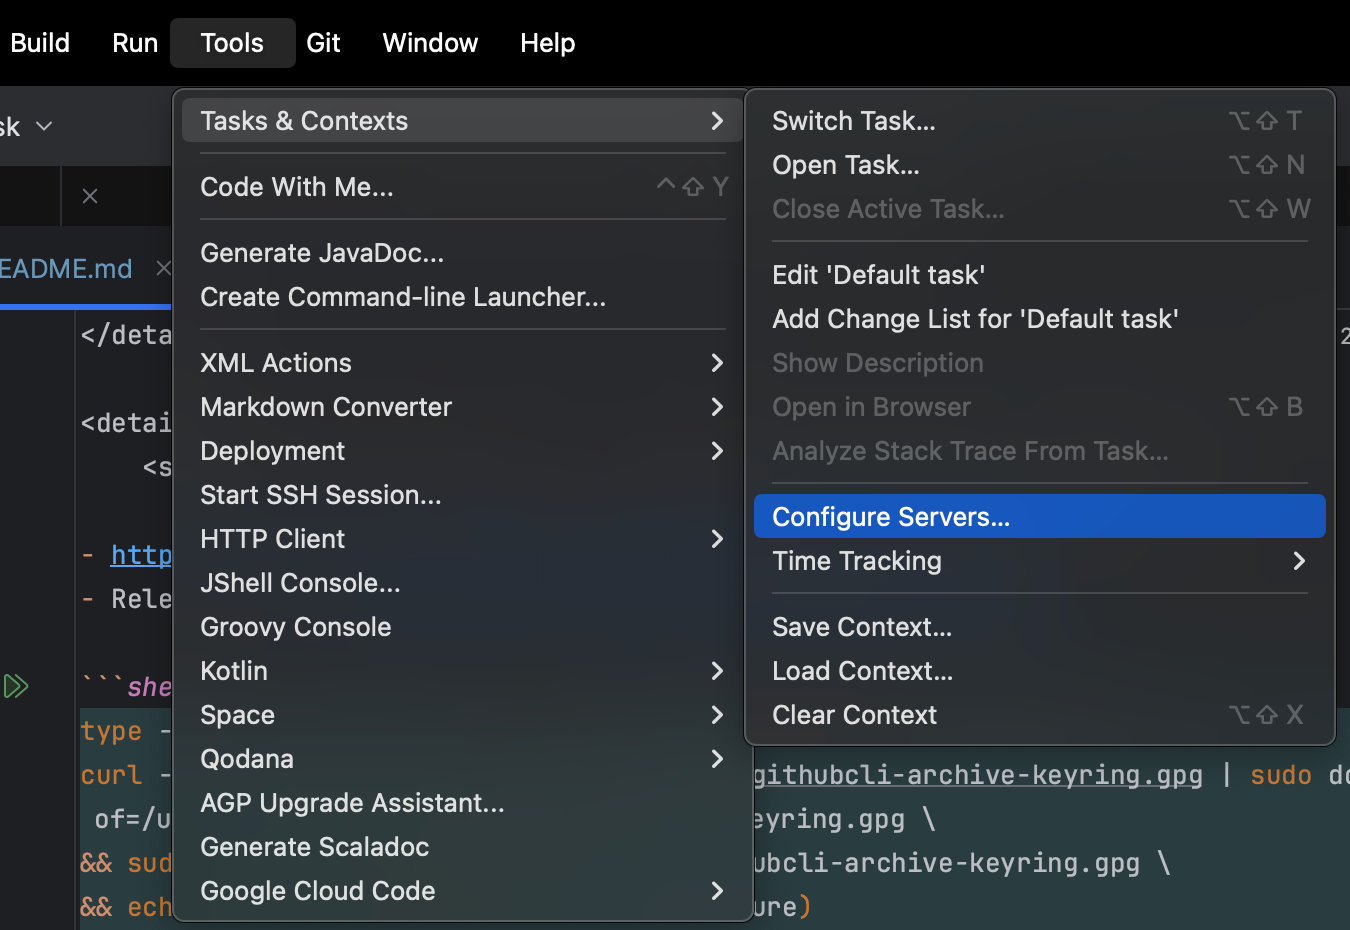 Build Run Tools Git Window Help
sk
EADME.md
Tasks & Contexts
Code With Me... ^⇧Y
Generate JavaDoc...
Create Command-line Launcher...
XML Actions
Markdown Converter
Deployment
Start SSH Session...
HTTP Client
JShell Console...
Groovy Console
Kotlin
Space
Qodana
AGP Upgrade Assistant...
Generate Scaladoc
Google Cloud Code
Switch Task... ⌥⇧T
Open Task... ⌥⇧N
Close Active Task... ⌥⇧W
Edit 'Default task'
Add Change List for 'Default task'
Show Description
Open in Browser ⌥⇧B
Analyze Stack Trace From Task...
Configure Servers...
Time Tracking
Save Context...
Load Context...
Clear Context ⌥⇧X
</deta
<detai
<s
- http
- Rele
```she
type -
curl - githubcli-archive-keyring.gpg | sudo d
of=/u eyring.gpg \
&& sud ubcli-archive-keyring.gpg \
&& ech ure)